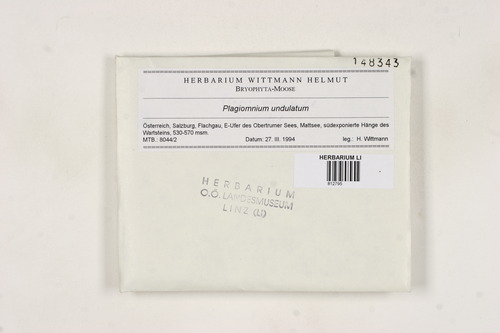 148343
HERBARIUM WITTMANN HELMUT
BRYOPHYTA-MOOSE
Plagiomnium undulatum
Österreich, Salzburg, Flachgau, E-Ufer des Obertrumer Sees, Mattsee, südexponierte Hänge des
Wartsteins, 530-570 msm.
MTB.: 8044/2 Datum: 27. III. 1994 leg.: H. Wittmann
HERBARIUM LI
812795
HERBARIUM
O.Ö. LANDESMUSEUM
LINZ (LI)